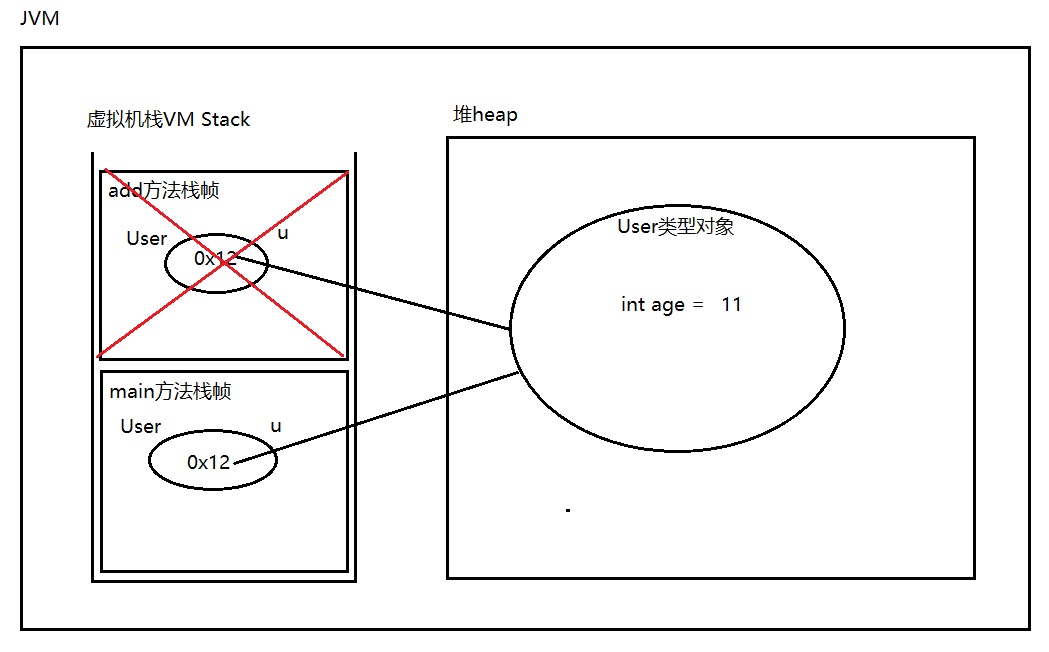 JVM
虚拟机栈VM Stack
堆heap
add方法栈帧
User
u
0x12
User类型对象
int age = 11
main方法栈帧
User
u
0x12